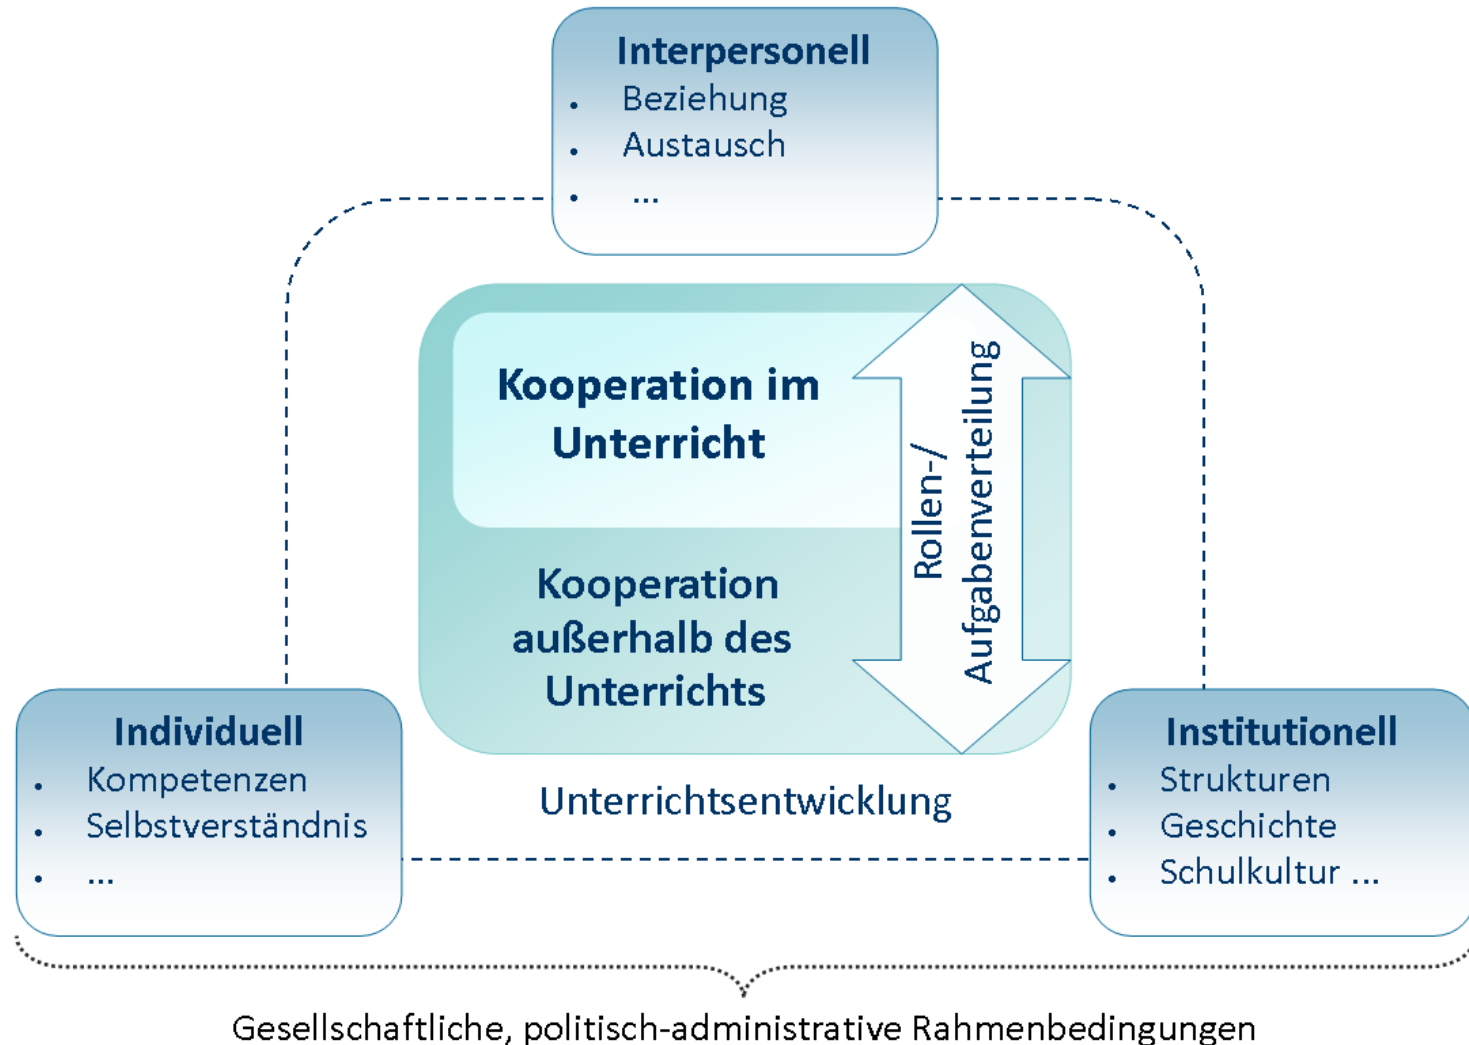 Interpersonell
• Beziehung
• Austausch
• ...
Kooperation im
Unterricht
Rollen-/
Aufgabenverteilung
Kooperation
außerhalb des
Unterrichts
Individuell
• Kompetenzen
• Selbstverständnis
• ...
Unterrichtsentwicklung
Institutionell
• Strukturen
• Geschichte
• Schulkultur ...
Gesellschaftliche, politisch-administrative Rahmenbedingungen